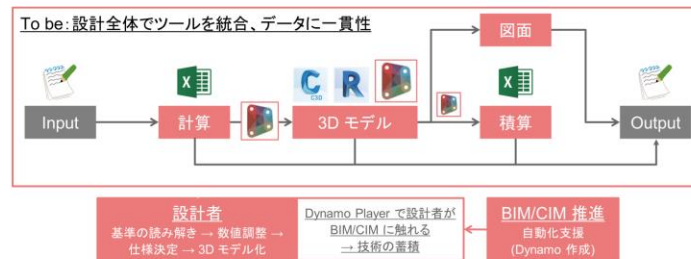 To be：設計全体でツールを統合、データに一貫性
図面
C
C3D
R
X
X
Input
計算
3D モデル
積算
Output
設計者
基準の読み解き → 数値調整 →
仕様決定 → 3D モデル化
Dynamo Player で設計者が
BIM/CIM に触れる
→ 技術の蓄積
BIM/CIM 推進
自動化支援
(Dynamo 作成)